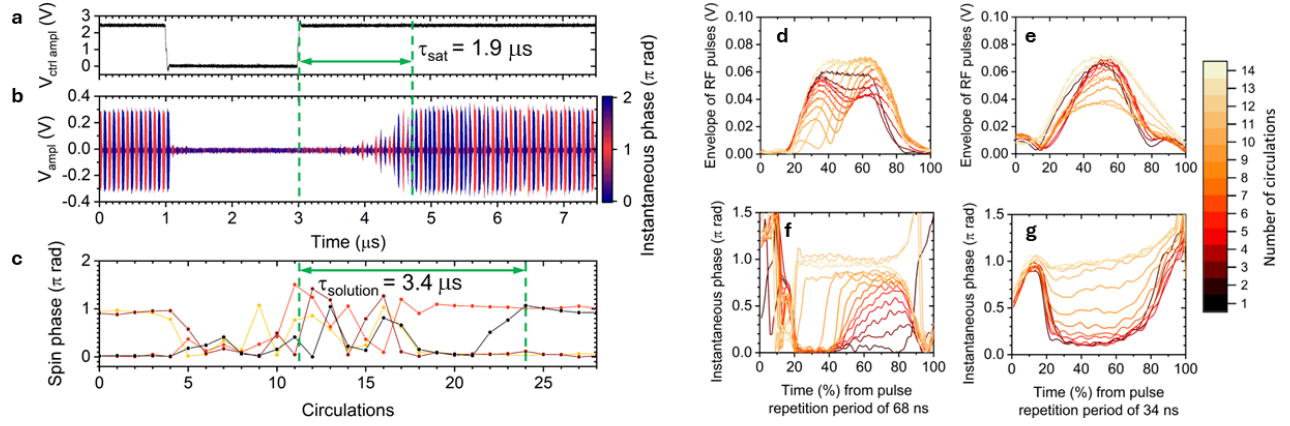 a
V_ctrl ampl (V)
3
2
1
0
τ_sat = 1.9 μs
b
V_ampl (V)
0.4
0.2
0.0
-0.2
-0.4
0 1 2 3 4 5 6 7
Time (μs)
2
1
0
Instantaneous phase (π rad)
c
Spin phase (π rad)
2
1
0
τ_solution = 3.4 μs
0 5 10 15 20 25
Circulations
d
Envelope of RF pulses (V)
0.10
0.08
0.06
0.04
0.02
0.00
0 20 40 60 80 100
e
Envelope of RF pulses (V)
0.10
0.08
0.06
0.04
0.02
0.00
0 20 40 60 80 100
f
Instantaneous phase (π rad)
1.5
1.0
0.5
0.0
0 20 40 60 80 100
Time (%) from pulse
repetition period of 68 ns
g
Instantaneous phase (π rad)
1.5
1.0
0.5
0.0
0 20 40 60 80 100
Time (%) from pulse
repetition period of 34 ns
14
13
12
11
10
9
8
7
6
5
4
3
2
1
Number of circulations